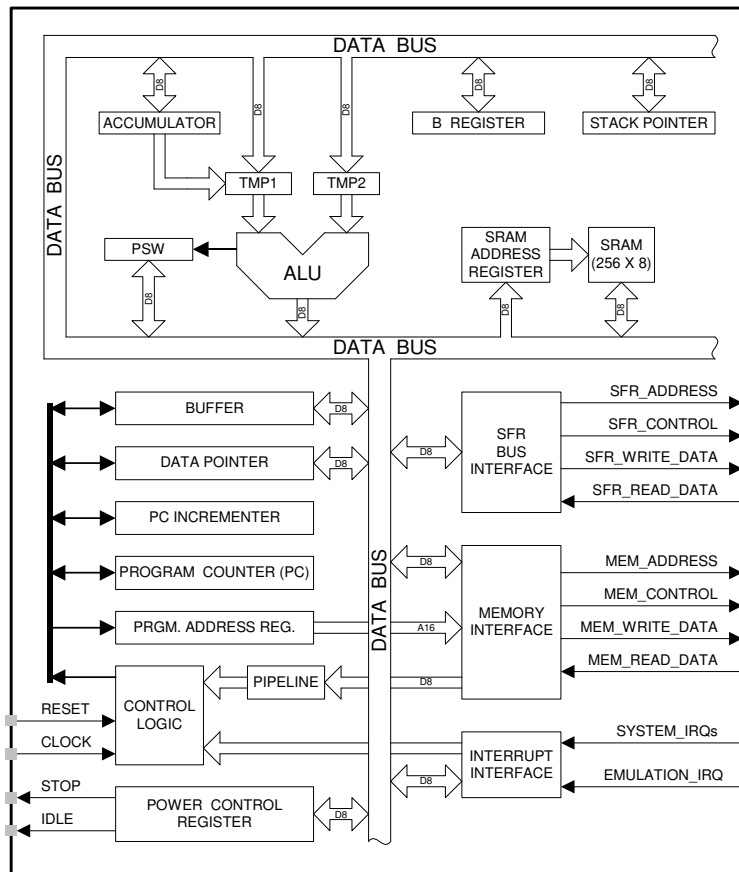 DATA BUS
D8
D8
D8
D8
D8
ACCUMULATOR
B REGISTER
STACK POINTER
DATA BUS
TMP1
TMP2
PSW
ALU
SRAM
ADDRESS
REGISTER
SRAM
(256 X 8)
D8
D8
D8
D8
DATA BUS
BUFFER
D8
DATA POINTER
D8
PC INCREMENTER
PROGRAM COUNTER (PC)
PRGM. ADDRESS REG.
A16
DATA BUS
D8
SFR
BUS
INTERFACE
SFR_ADDRESS
SFR_CONTROL
SFR_WRITE_DATA
SFR_READ_DATA
D8
MEMORY
INTERFACE
MEM_ADDRESS
MEM_CONTROL
MEM_WRITE_DATA
MEM_READ_DATA
PIPELINE
D8
RESET
CLOCK
CONTROL
LOGIC
INTERRUPT
INTERFACE
SYSTEM_IRQs
EMULATION_IRQ
D8
STOP
IDLE
POWER CONTROL
REGISTER
D8